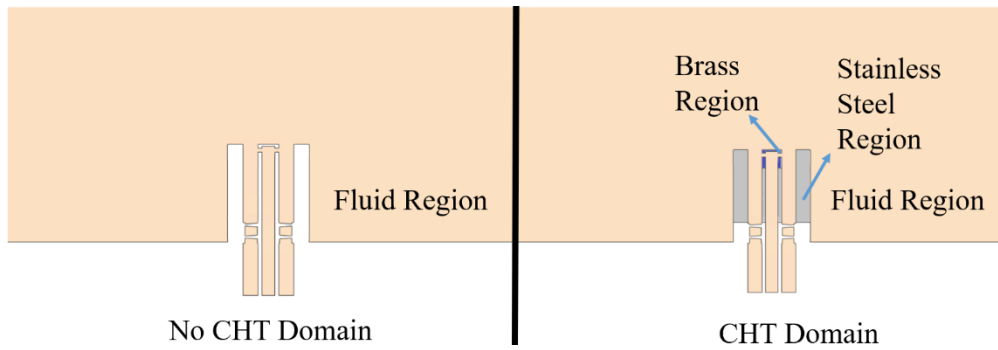 Fluid Region
No CHT Domain
Brass
Region
Stainless
Steel
Region
Fluid Region
CHT Domain